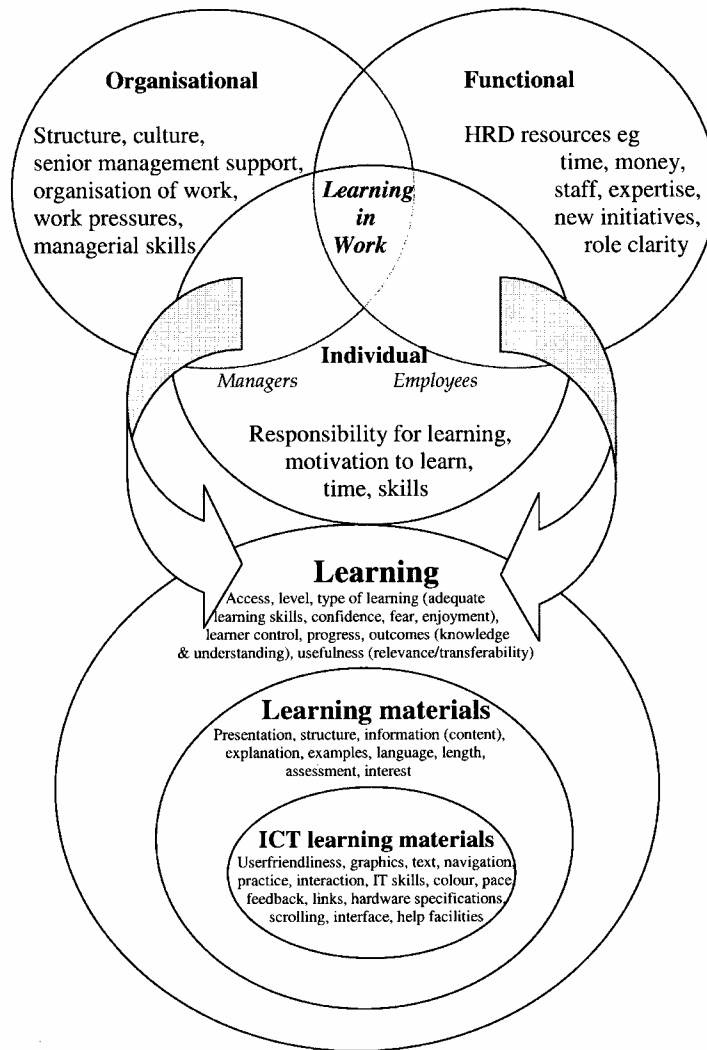 Organisational
Structure, culture,
senior management support,
organisation of work,
work pressures,
managerial skills
Functional
HRD resources eg
time, money,
staff, expertise,
new initiatives,
role clarity
Learning
in
Work
Individual
Managers Employees
Responsibility for learning,
motivation to learn,
time, skills
Learning
Access, level, type of learning (adequate
learning skills, confidence, fear, enjoyment),
learner control, progress, outcomes (knowledge
& understanding), usefulness (relevance/transferability)
Learning materials
Presentation, structure, information (content),
explanation, examples, language, length,
assessment, interest
ICT learning materials
Userfriendliness, graphics, text, navigation,
practice, interaction, IT skills, colour, pace,
feedback, links, hardware specifications,
scrolling, interface, help facilities